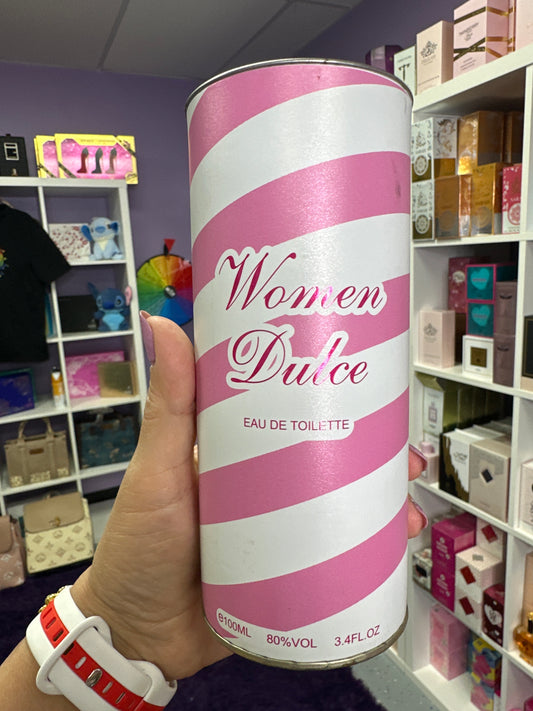 Women
Dulce
EAU DE TOILETTE
℮100ML 80%VOL 3.4FL.OZ